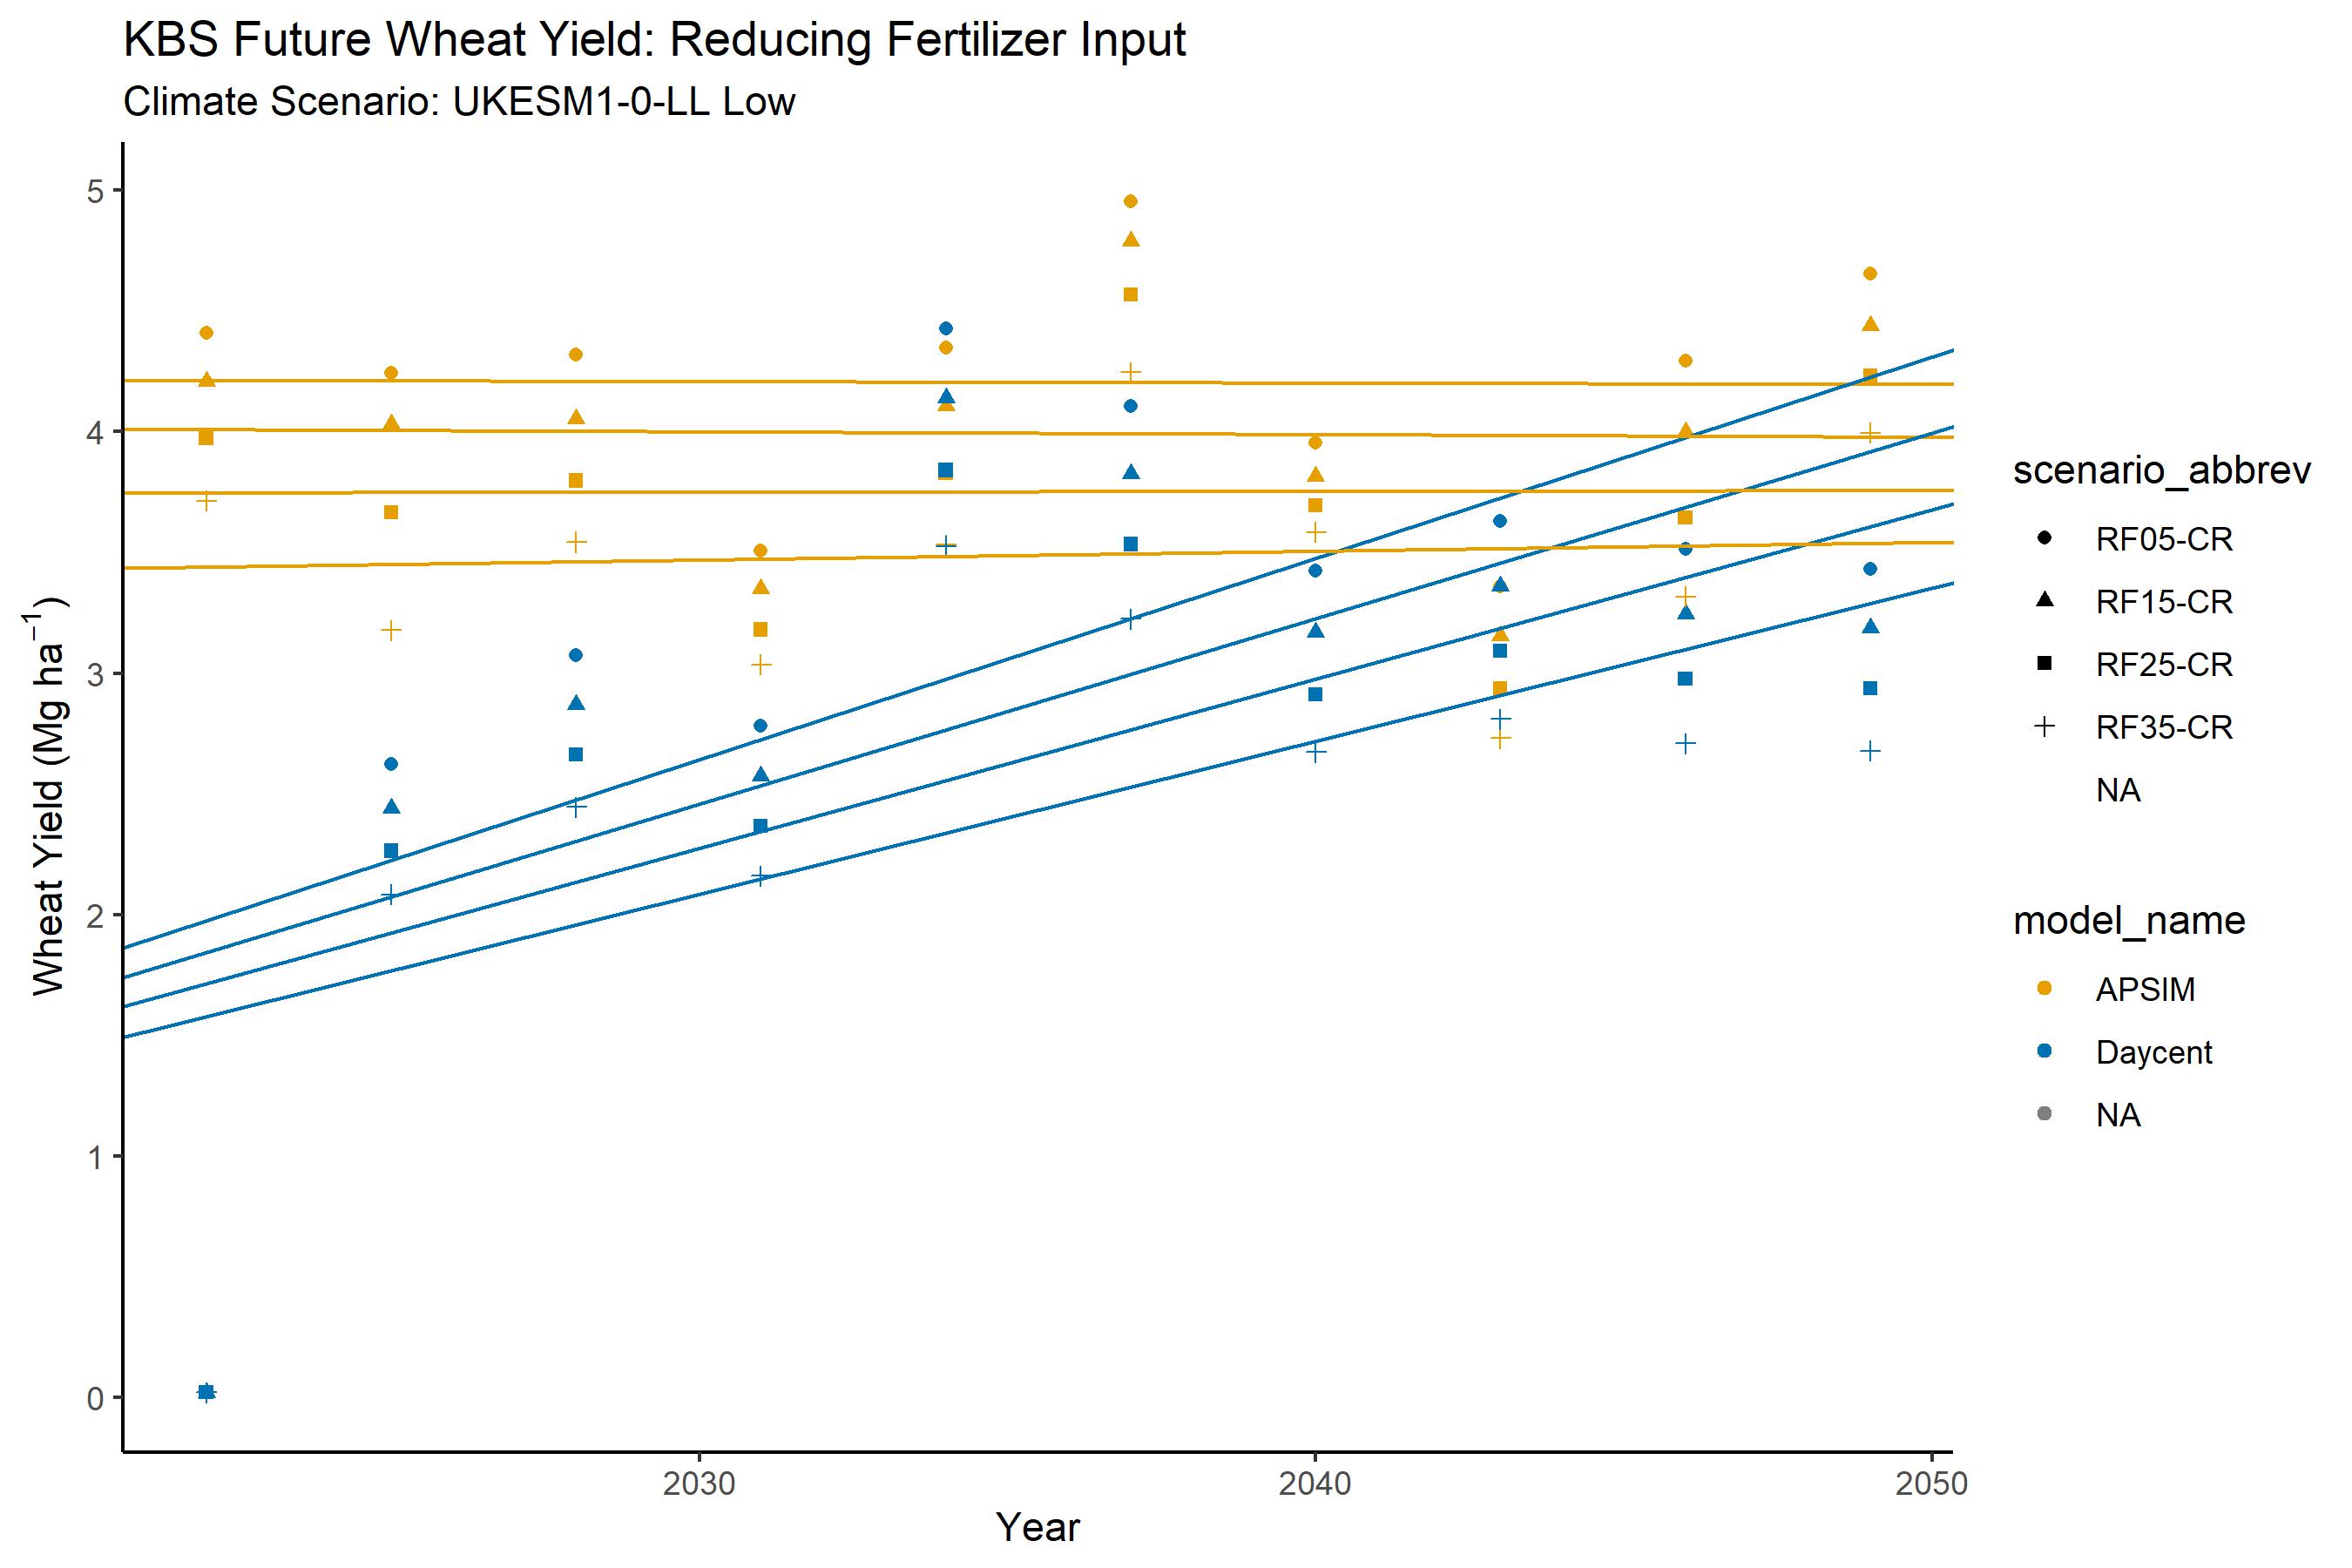 KBS Future Wheat Yield: Reducing Fertilizer Input
Climate Scenario: UKESM1-0-LL Low
Wheat Yield (Mg ha⁻¹)
5
4
3
2
1
0
2030
2040
2050
Year
scenario_abbrev
RF05-CR
RF15-CR
RF25-CR
RF35-CR
NA
model_name
APSIM
Daycent
NA